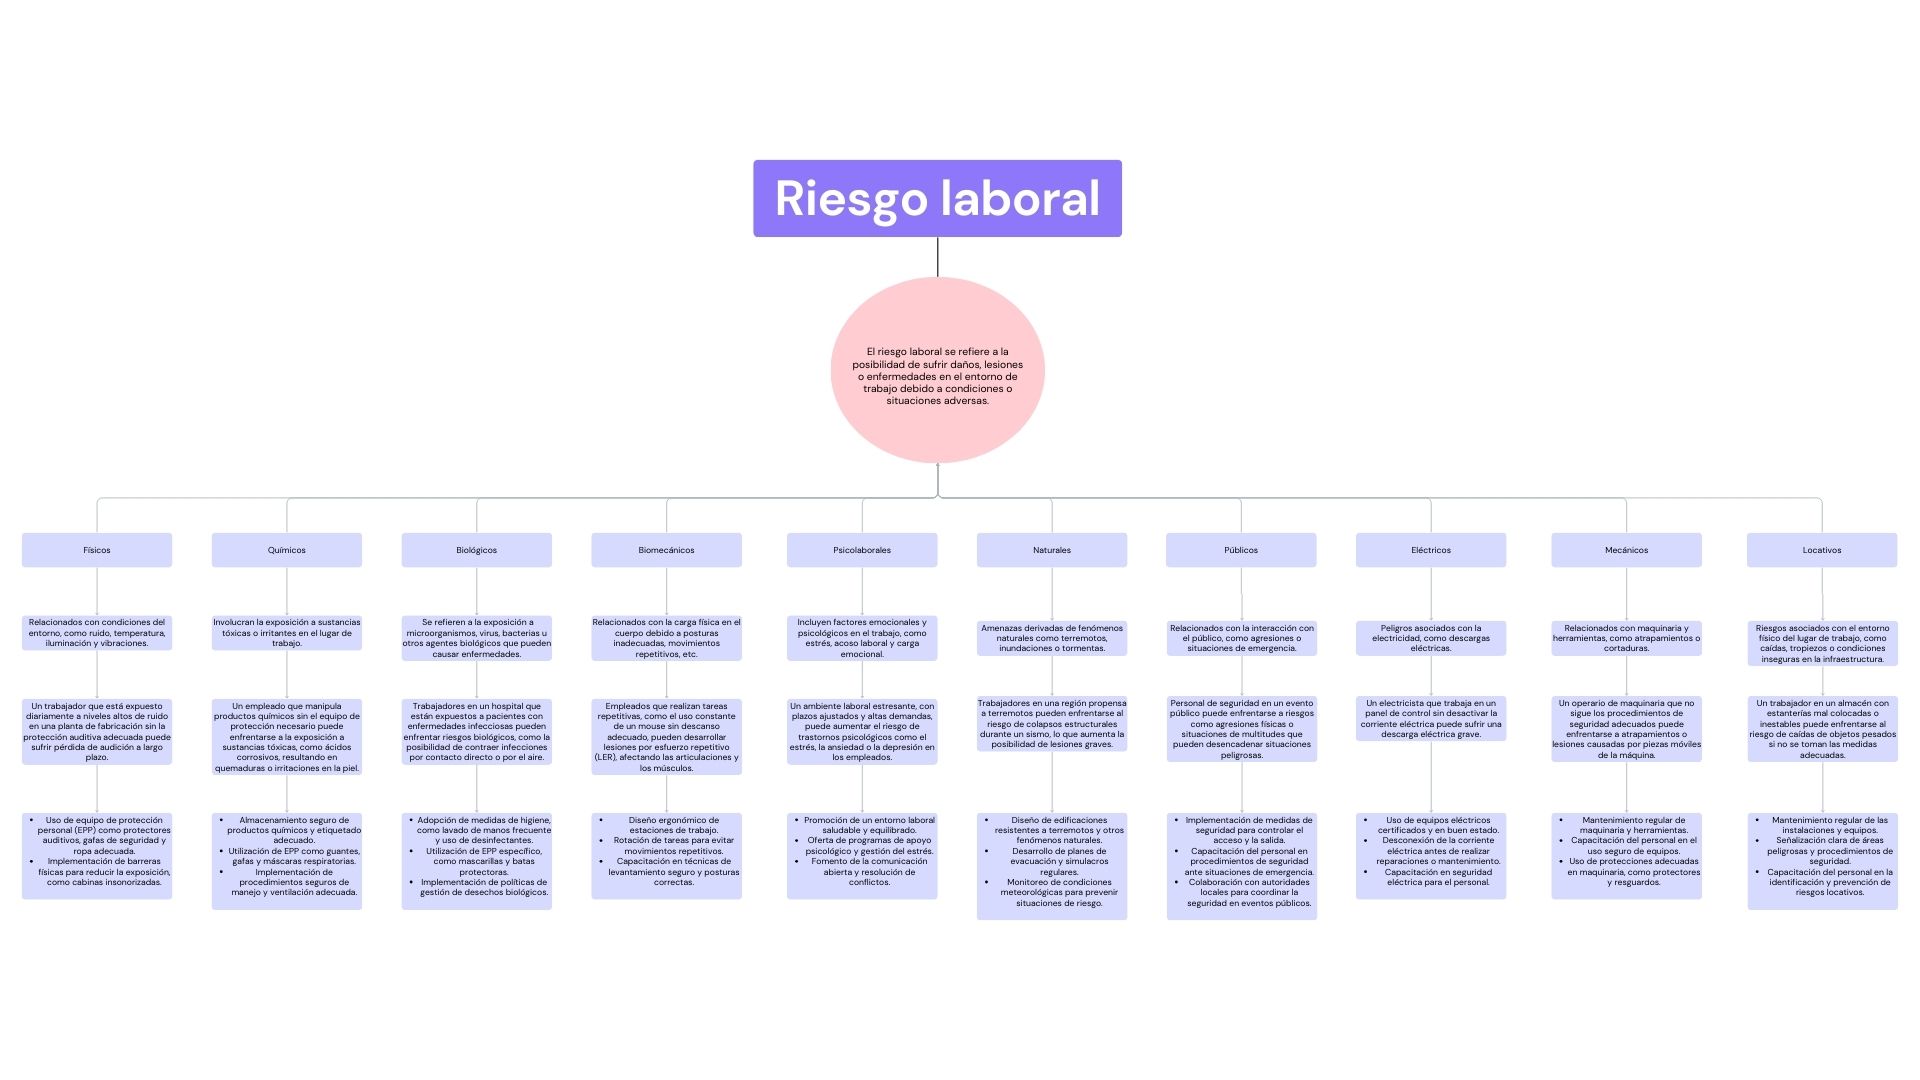 Riesgo laboral
El riesgo laboral se refiere a la
posibilidad de sufrir daños, lesiones
o enfermedades en el entorno de
trabajo debido a condiciones o
situaciones adversas.
Físicos
Relacionados con condiciones del
entorno, como ruido, temperatura,
iluminación y vibraciones.
Un trabajador que está expuesto
diariamente a niveles altos de ruido
en una planta de fabricación sin la
protección auditiva adecuada puede
sufrir pérdida de audición a largo
plazo.
• Uso de equipo de protección
personal (EPP) como protectores
auditivos, gafas de seguridad y
ropa adecuada.
• Implementación de barreras
físicas para reducir la exposición,
como cabinas insonorizadas.
Químicos
Involucran la exposición a sustancias
tóxicas o irritantes en el lugar de
trabajo.
Un empleado que manipula
productos químicos sin el equipo de
protección necesario puede
enfrentarse a la exposición a
sustancias tóxicas, como ácidos
corrosivos, resultando en
quemaduras o irritaciones en la piel.
• Almacenamiento seguro de
productos químicos y etiquetado
adecuado.
• Utilización de EPP como guantes,
gafas y máscaras respiratorias.
• Implementación de
procedimientos seguros de
manejo y ventilación adecuada.
Biológicos
Se refieren a la exposición a
microorganismos, virus, bacterias u
otros agentes biológicos que pueden
causar enfermedades.
Trabajadores en un hospital que
están expuestos a pacientes con
enfermedades infecciosas pueden
enfrentar riesgos biológicos, como la
posibilidad de contraer infecciones
por contacto directo o por el aire.
• Adopción de medidas de higiene,
como lavado de manos frecuente
y uso de desinfectantes.
• Utilización de EPP específico,
como mascarillas y batas
protectoras.
• Implementación de políticas de
gestión de desechos biológicos.
Biomecánicos
Relacionados con la carga física en el
cuerpo debido a posturas
inadecuadas, movimientos
repetitivos, etc.
Empleados que realizan tareas
repetitivas, como el uso constante
de un mouse sin descanso
adecuado, pueden desarrollar
lesiones por esfuerzo repetitivo
(LER), afectando las articulaciones y
los músculos.
• Diseño ergonómico de
estaciones de trabajo.
• Rotación de tareas para evitar
movimientos repetitivos.
• Capacitación en técnicas de
levantamiento seguro y posturas
correctas.
Psicolaborales
Incluyen factores emocionales y
psicológicos en el trabajo, como
estrés, acoso laboral y carga
emocional.
Un ambiente laboral estresante, con
plazos ajustados y altas demandas,
puede aumentar el riesgo de
trastornos psicológicos como el
estrés, la ansiedad o la depresión en
los empleados.
• Promoción de un entorno laboral
saludable y equilibrado.
• Oferta de programas de apoyo
psicológico y gestión del estrés.
• Fomento de la comunicación
abierta y resolución de
conflictos.
Naturales
Amenazas derivadas de fenómenos
naturales como terremotos,
inundaciones o tormentas.
Trabajadores en una región propensa
a terremotos pueden enfrentarse al
riesgo de colapsos estructurales
durante un sismo, lo que aumenta la
posibilidad de lesiones graves.
• Diseño de edificaciones
resistentes a terremotos y otros
fenómenos naturales.
• Desarrollo de planes de
evacuación y simulacros
regulares.
• Monitoreo de condiciones
meteorológicas para prevenir
situaciones de riesgo.
Públicos
Relacionados con la interacción con
el público, como agresiones o
situaciones de emergencia.
Personal de seguridad en un evento
público puede enfrentarse a riesgos
como agresiones físicas o
situaciones de multitudes que
pueden desencadenar situaciones
peligrosas.
• Implementación de medidas de
seguridad para controlar el
acceso y la salida.
• Capacitación del personal en
procedimientos de seguridad
ante situaciones de emergencia.
• Colaboración con autoridades
locales para coordinar la
seguridad en eventos públicos.
Eléctricos
Peligros asociados con la
electricidad, como descargas
eléctricas.
Un electricista que trabaja en un
panel de control sin desactivar la
corriente eléctrica puede sufrir una
descarga eléctrica grave.
• Uso de equipos eléctricos
certificados y en buen estado.
• Desconexión de la corriente
eléctrica antes de realizar
reparaciones o mantenimiento.
• Capacitación en seguridad
eléctrica para el personal.
Mecánicos
Relacionados con maquinaria y
herramientas, como atrapamientos o
cortaduras.
Un operario de maquinaria que no
sigue los procedimientos de
seguridad adecuados puede
enfrentarse a atrapamientos o
lesiones causadas por piezas móviles
de la máquina.
• Mantenimiento regular de
maquinaria y herramientas.
• Capacitación del personal en el
uso seguro de equipos.
• Uso de protecciones adecuadas
en maquinaria, como protectores
y resguardos.
Locativos
Riesgos asociados con el entorno
físico del lugar de trabajo, como
caídas, tropiezos o condiciones
inseguras en la infraestructura.
Un trabajador en un almacén con
estanterías mal colocadas o
inestables puede enfrentarse al
riesgo de caídas de objetos pesados
si no se toman las medidas
adecuadas.
• Mantenimiento regular de las
instalaciones y equipos.
• Señalización clara de áreas
peligrosas y procedimientos de
seguridad.
• Capacitación del personal en la
identificación y prevención de
riesgos locativos.